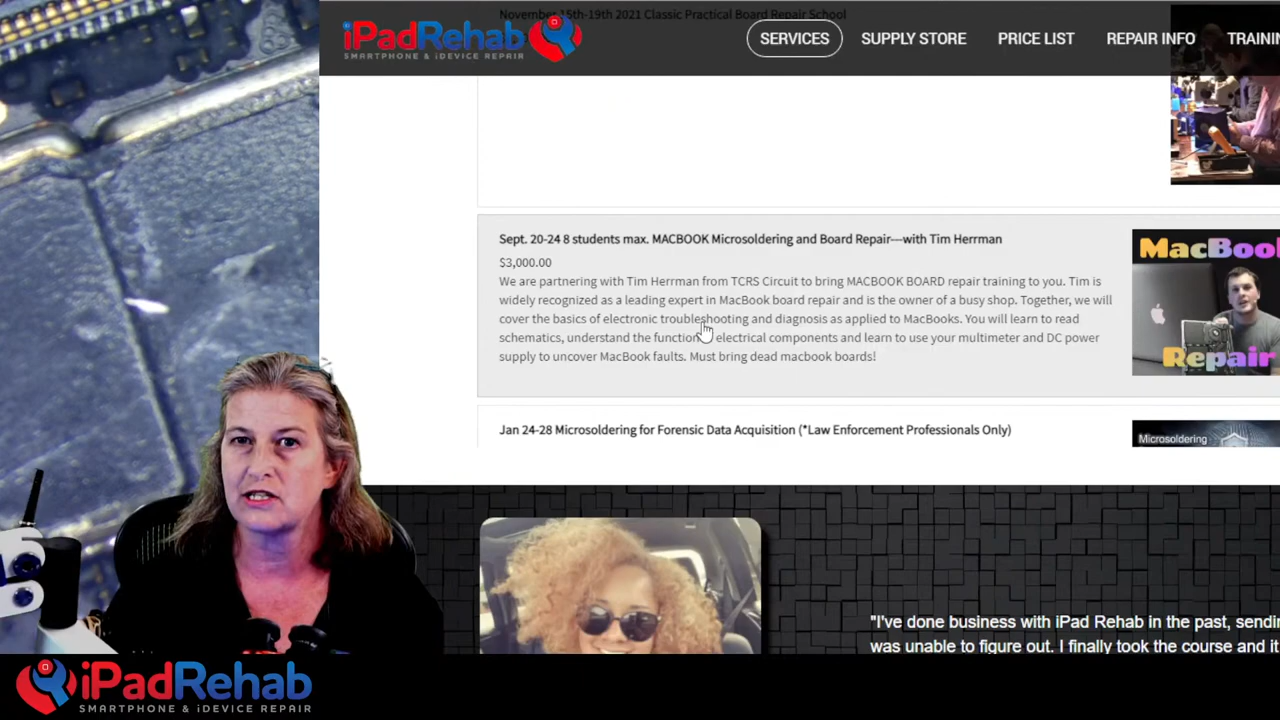 November 15th-19th 2021 Classic Practical Board Repair School
iPadRehab
SMARTPHONE & iDEVICE REPAIR
SERVICES
SUPPLY STORE
PRICE LIST
REPAIR INFO
TRAININ
Sept. 20-24 8 students max. MACBOOK Microsoldering and Board Repair---with Tim Herrman
$3,000.00
We are partnering with Tim Herrman from TCRS Circuit to bring MACBOOK BOARD repair training to you. Tim is
widely recognized as a leading expert in MacBook board repair and is the owner of a busy shop. Together, we will
cover the basics of electronic troubleshooting and diagnosis as applied to MacBooks. You will learn to read
schematics, understand the function electrical components and learn to use your multimeter and DC power
supply to uncover MacBook faults. Must bring dead macbook boards!
MacBook
Repair
Jan 24-28 Microsoldering for Forensic Data Acquisition (*Law Enforcement Professionals Only)
Microsoldering
"I've done business with iPad Rehab in the past, sendin
was unable to figure out. I finally took the course and it
iPadRehab
SMARTPHONE & iDEVICE REPAIR